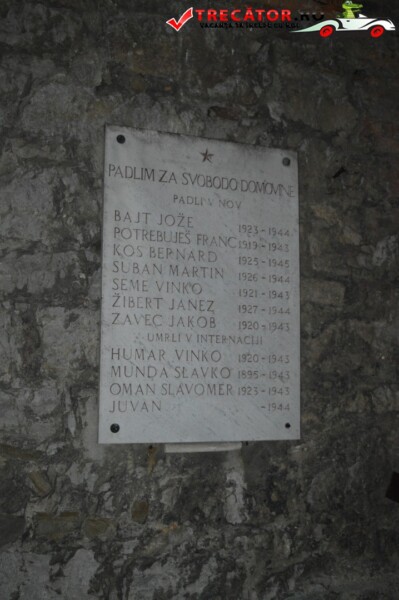 TRECĂTOR.RO
PADLIM ZA SVOBODO DOMOVINE
PADLI V NOV
BAJT JOŽE 1923-1944
POTREBUJEŠ FRANC 1919-1943
KOS BERNARD 1925-1945
SUBAN MARTIN 1926-1944
SEME VINKO 1921-1943
ŽIBERT JANEZ 1927-1944
ZAVEC JAKOB 1920-1943
UMRLI V INTERNACIJI
HUMAR VINKO 1920-1943
MUNDA SLAVKO 1895-1943
OMAN SLAVOMER 1923-1943
JUVAN -1944